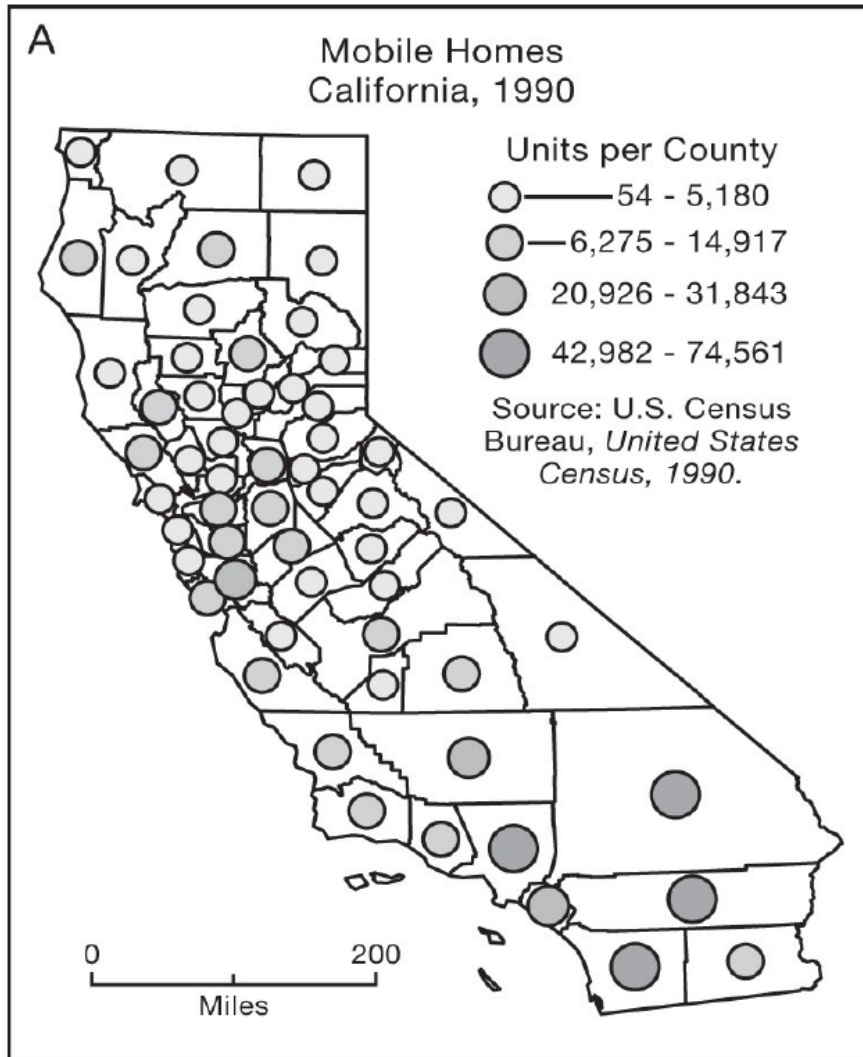 A
Mobile Homes
California, 1990
Units per County
54 - 5,180
6,275 - 14,917
20,926 - 31,843
42,982 - 74,561
Source: U.S. Census
Bureau, United States
Census, 1990.
0 200
Miles